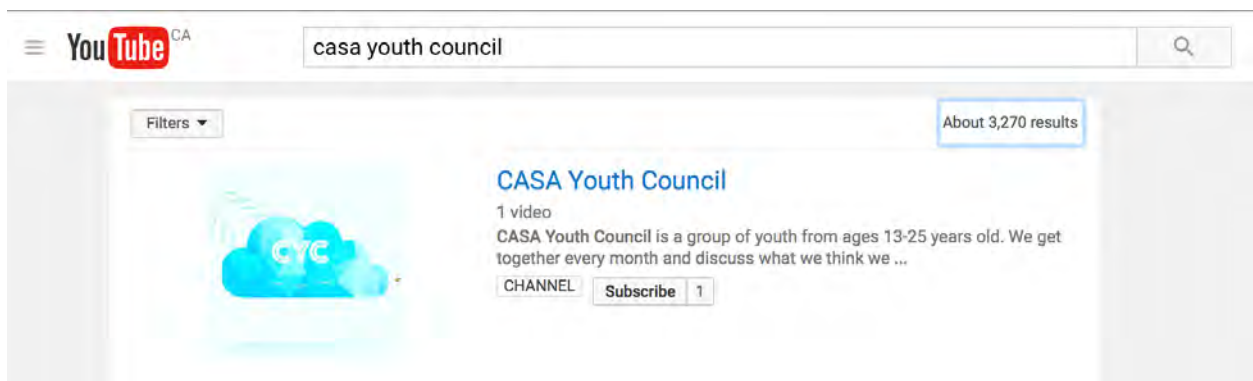 YouTube CA
casa youth council
Filters
About 3,270 results
CASA Youth Council
1 video
CASA Youth Council is a group of youth from ages 13-25 years old. We get
together every month and discuss what we think we ...
CYC
CHANNEL Subscribe 1